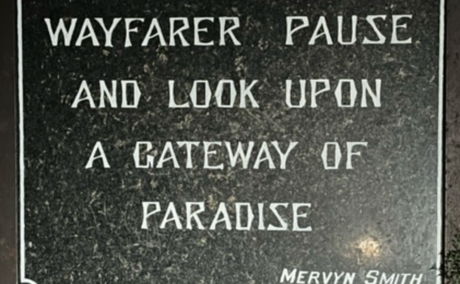 WAYFARER PAUSE
AND LOOK UPON
A GATEWAY OF
PARADISE
MERVYN SMITH